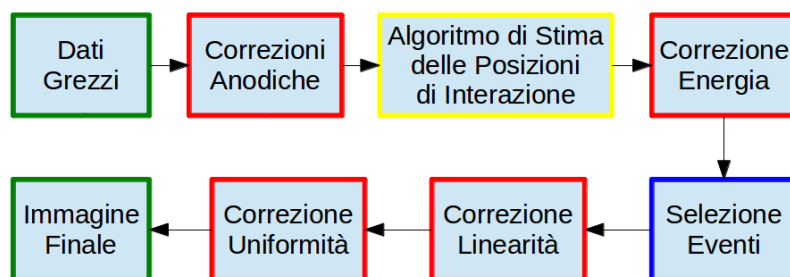 Dati
Grezzi
Correzioni
Anodiche
Algoritmo di Stima
delle Posizioni
di Interazione
Correzione
Energia
Immagine
Finale
Correzione
Uniformità
Correzione
Linearità
Selezione
Eventi